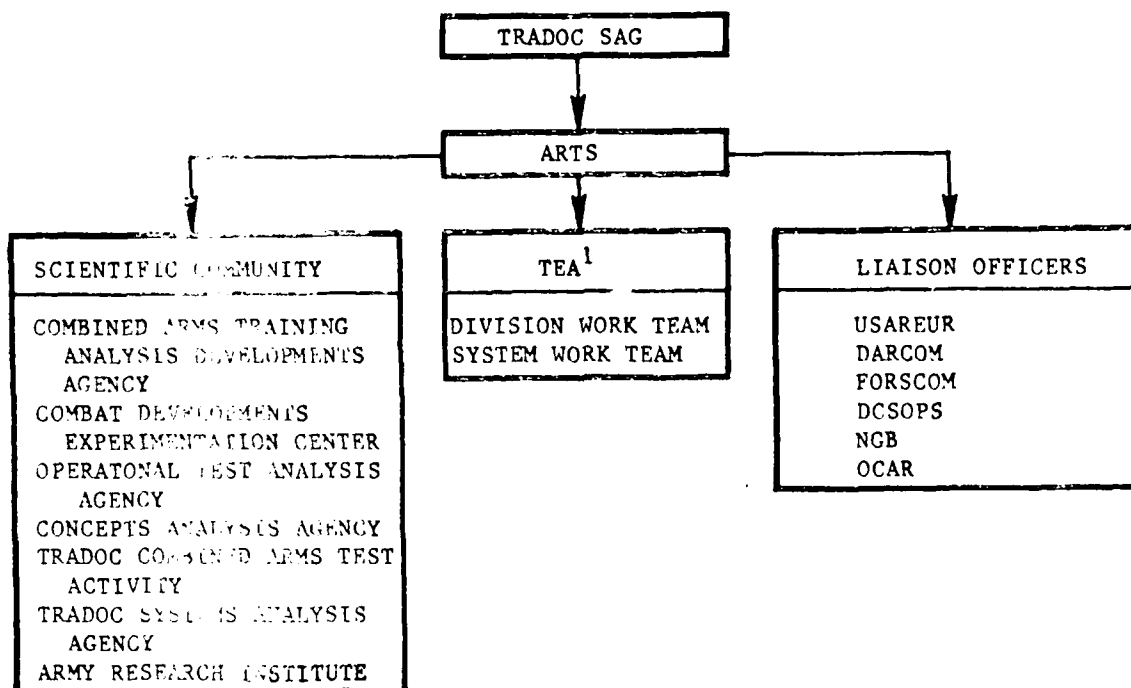 TRADOC SAG
ARTS
SCIENTIFIC COMMUNITY
COMBINED ARMS TRAINING
ANALYSIS DEVELOPMENTS
AGENCY
COMBAT DEVELOPMENTS
EXPERIMENTATION CENTER
OPERATONAL TEST ANALYSIS
AGENCY
CONCEPTS ANALYSIS AGENCY
TRADOC COMBINED ARMS TEST
ACTIVITY
TRADOC SYSTEMS ANALYSIS
AGENCY
ARMY RESEARCH INSTITUTE
TEA1
DIVISION WORK TEAM
SYSTEM WORK TEAM
LIAISON OFFICERS
USAREUR
DARCOM
FORSCOM
DCSOPS
NGB
OCAR